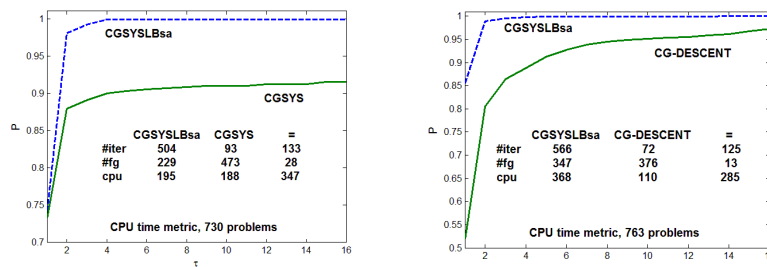 1
CGSYSLBsa
0.95
0.9
CGSYS
P
0.85
CGSYSLBsa CGSYS =
#iter 504 93 133
#fg 229 473 28
cpu 195 188 347
0.8
0.75
CPU time metric, 730 problems
0.7
2 4 6 8 10 12 14 16
τ
1
CGSYSLBsa
0.95
CG-DESCENT
0.9
0.85
0.8
P
0.75
CGSYSLBsa CG-DESCENT =
#iter 566 72 125
#fg 347 376 13
cpu 368 110 285
0.7
0.65
0.6
0.55
CPU time metric, 763 problems
0.5
2 4 6 8 10 12 14